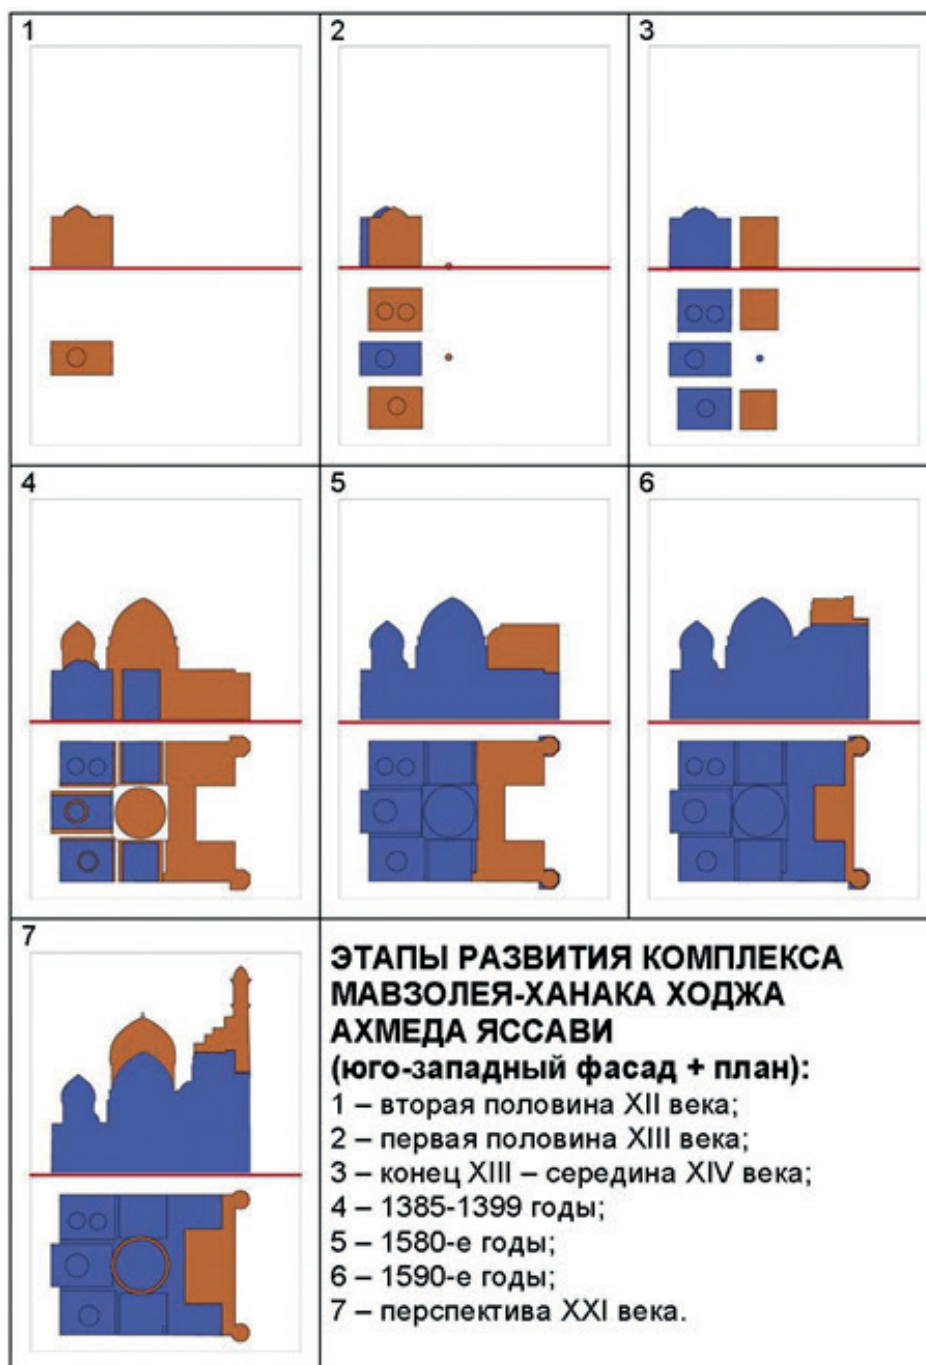 1
2
3
4
5
6
7
ЭТАПЫ РАЗВИТИЯ КОМПЛЕКСА
МАВЗОЛЕЯ-ХАНАКА ХОДЖА
АХМЕДА ЯССАВИ
(юго-западный фасад + план):
1 – вторая половина XII века;
2 – первая половина XIII века;
3 – конец XIII – середина XIV века;
4 – 1385-1399 годы;
5 – 1580-е годы;
6 – 1590-е годы;
7 – перспектива XXI века.